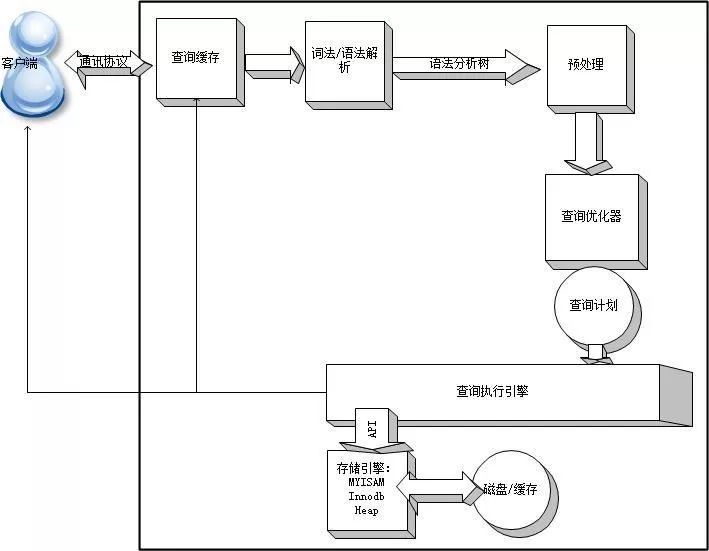 客户端
通讯协议
查询缓存
词法/语法解
析
语法分析树
预处理
查询优化器
查询计划
查询执行引擎
API
存储引擎：
MYISAM
Innodb
Heap
磁盘/缓存